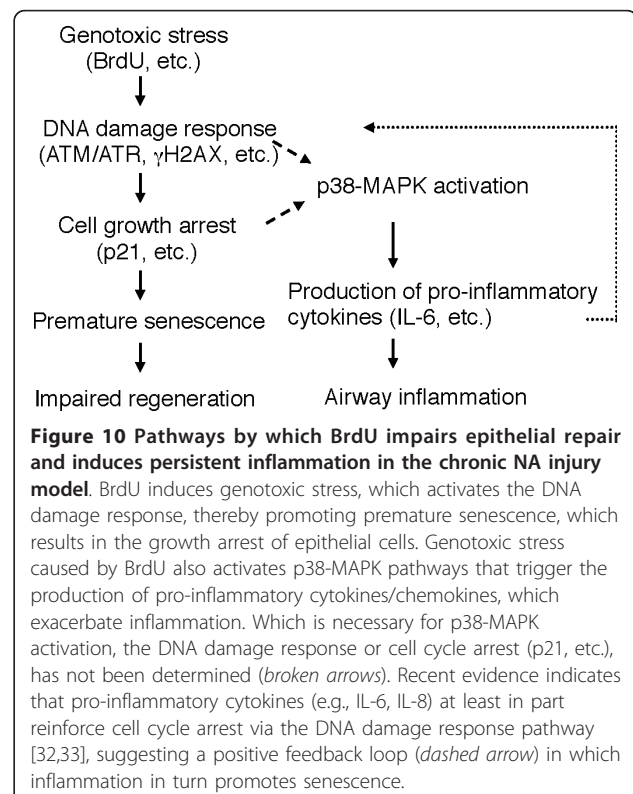 Genotoxic stress
(BrdU, etc.)
DNA damage response
(ATM/ATR, γH2AX, etc.)
p38-MAPK activation
Cell growth arrest
(p21, etc.)
Production of pro-inflammatory
cytokines (IL-6, etc.)
Premature senescence
Impaired regeneration
Airway inflammation
Figure 10 Pathways by which BrdU impairs epithelial repair
and induces persistent inflammation in the chronic NA injury
model. BrdU induces genotoxic stress, which activates the DNA
damage response, thereby promoting premature senescence, which
results in the growth arrest of epithelial cells. Genotoxic stress
caused by BrdU also activates p38-MAPK pathways that trigger the
production of pro-inflammatory cytokines/chemokines, which
exacerbate inflammation. Which is necessary for p38-MAPK
activation, the DNA damage response or cell cycle arrest (p21, etc.),
has not been determined (broken arrows). Recent evidence indicates
that pro-inflammatory cytokines (e.g., IL-6, IL-8) at least in part
reinforce cell cycle arrest via the DNA damage response pathway
[32,33], suggesting a positive feedback loop (dashed arrow) in which
inflammation in turn promotes senescence.